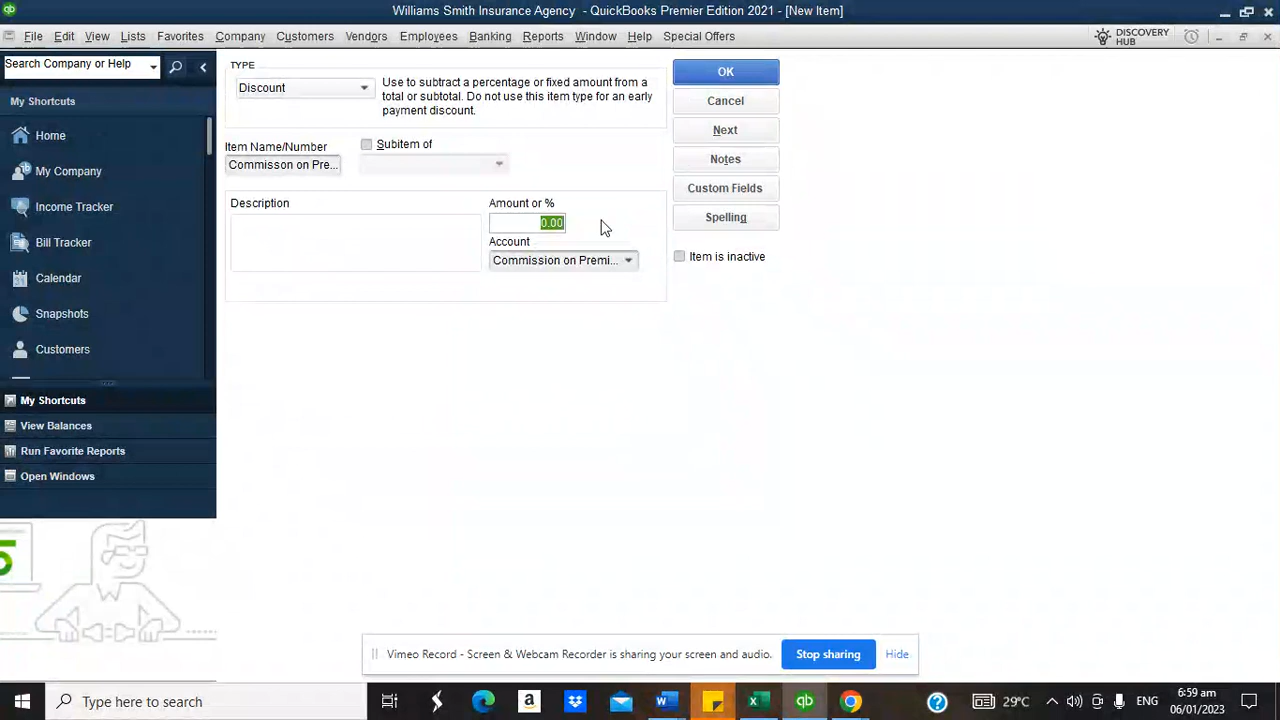 Williams Smith Insurance Agency - QuickBooks Premier Edition 2021 - [New Item]
File Edit View Lists Favorites Company Customers Vendors Employees Banking Reports Window Help Special Offers
DISCOVERY
HUB
Search Company or Help
My Shortcuts
Home
My Company
Income Tracker
Bill Tracker
Calendar
Snapshots
Customers
My Shortcuts
View Balances
Run Favorite Reports
Open Windows
TYPE
Discount
Use to subtract a percentage or fixed amount from a
total or subtotal. Do not use this item type for an early
payment discount.
Item Name/Number
Subitem of
Commisson on Pre...
Description
Amount or %
0.00
Account
Commission on Premi...
OK
Cancel
Next
Notes
Custom Fields
Spelling
Item is inactive
Vimeo Record - Screen & Webcam Recorder is sharing your screen and audio.
Stop sharing
Hide
Type here to search
29°C
ENG
6:59 am
06/01/2023